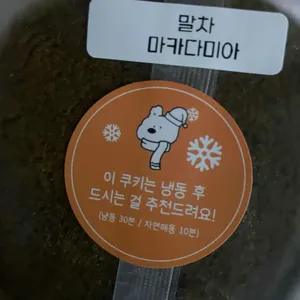 말차
마카다미아
이 쿠키는 냉동 후
드시는 걸 추천드려요!
(냉동 30분 / 자연해동 10분)